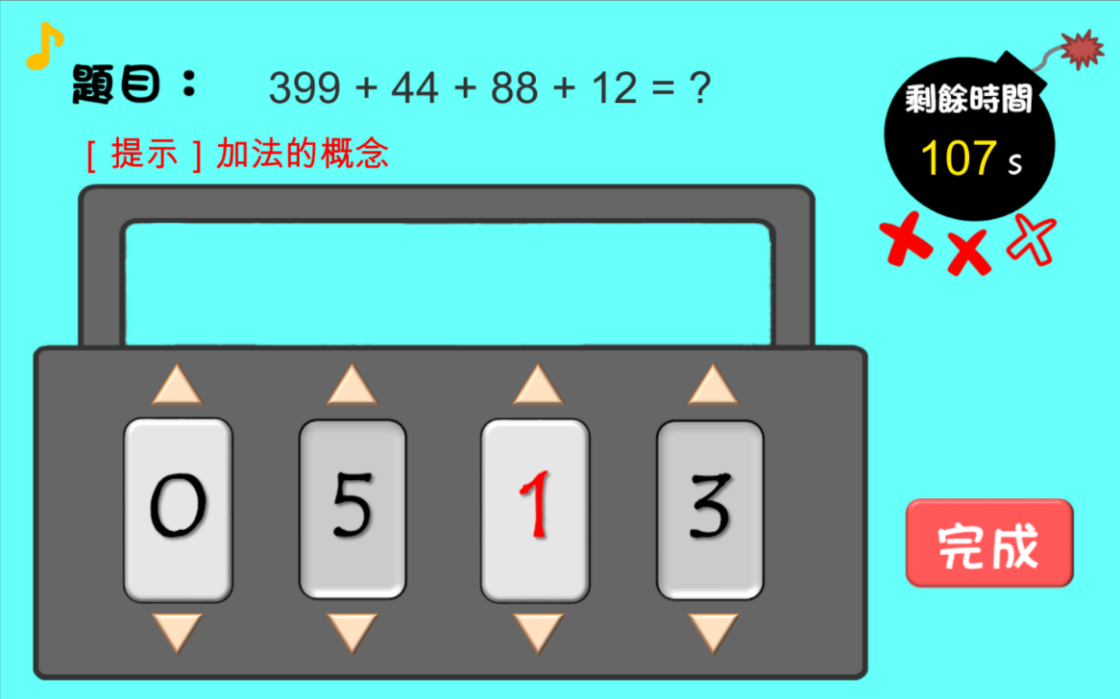 題目： 399 + 44 + 88 + 12 = ?
[ 提示 ] 加法的概念
剩餘時間
107 s
0 5 1 3
完成